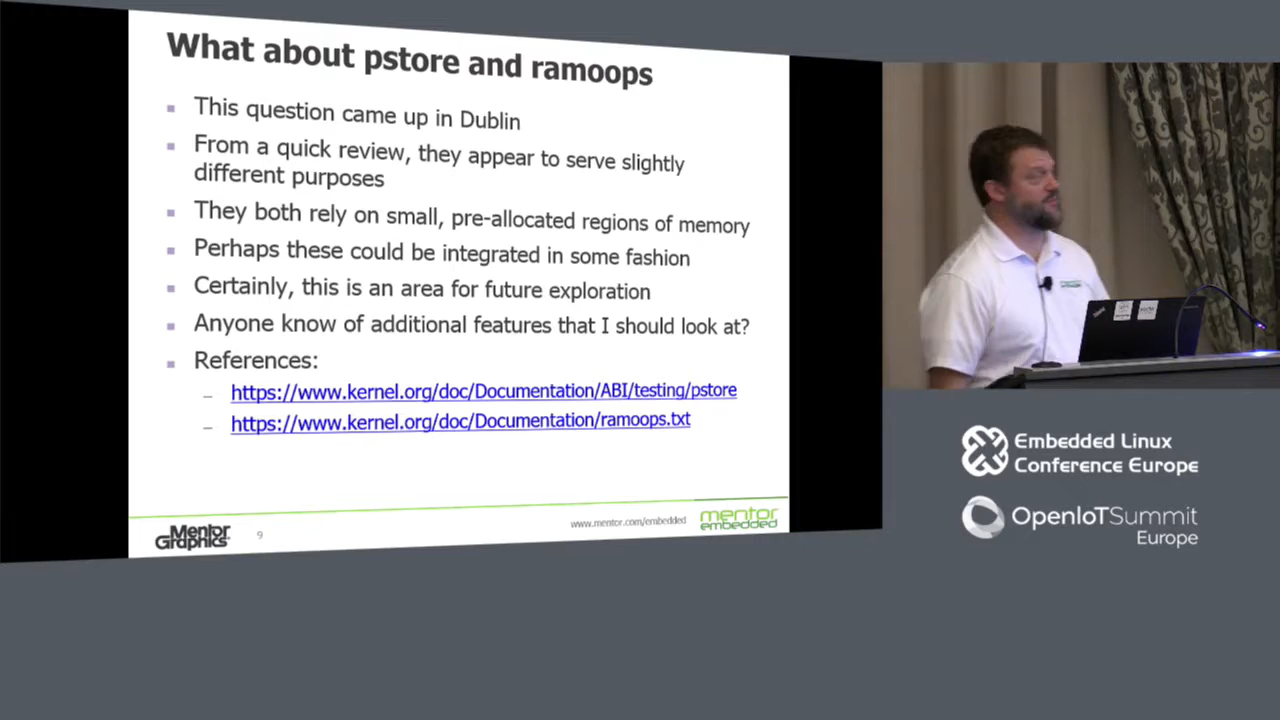 What about pstore and ramoops
This question came up in Dublin
From a quick review, they appear to serve slightly
different purposes
They both rely on small, pre-allocated regions of memory
Perhaps these could be integrated in some fashion
Certainly, this is an area for future exploration
Anyone know of additional features that I should look at?
References:
– https://www.kernel.org/doc/Documentation/ABI/testing/pstore
– https://www.kernel.org/doc/Documentation/ramoops.txt
Mentor
Graphics
9
www.mentor.com/embedded
mentor
embedded
Embedded Linux
Conference Europe
OpenIoTSummit
Europe